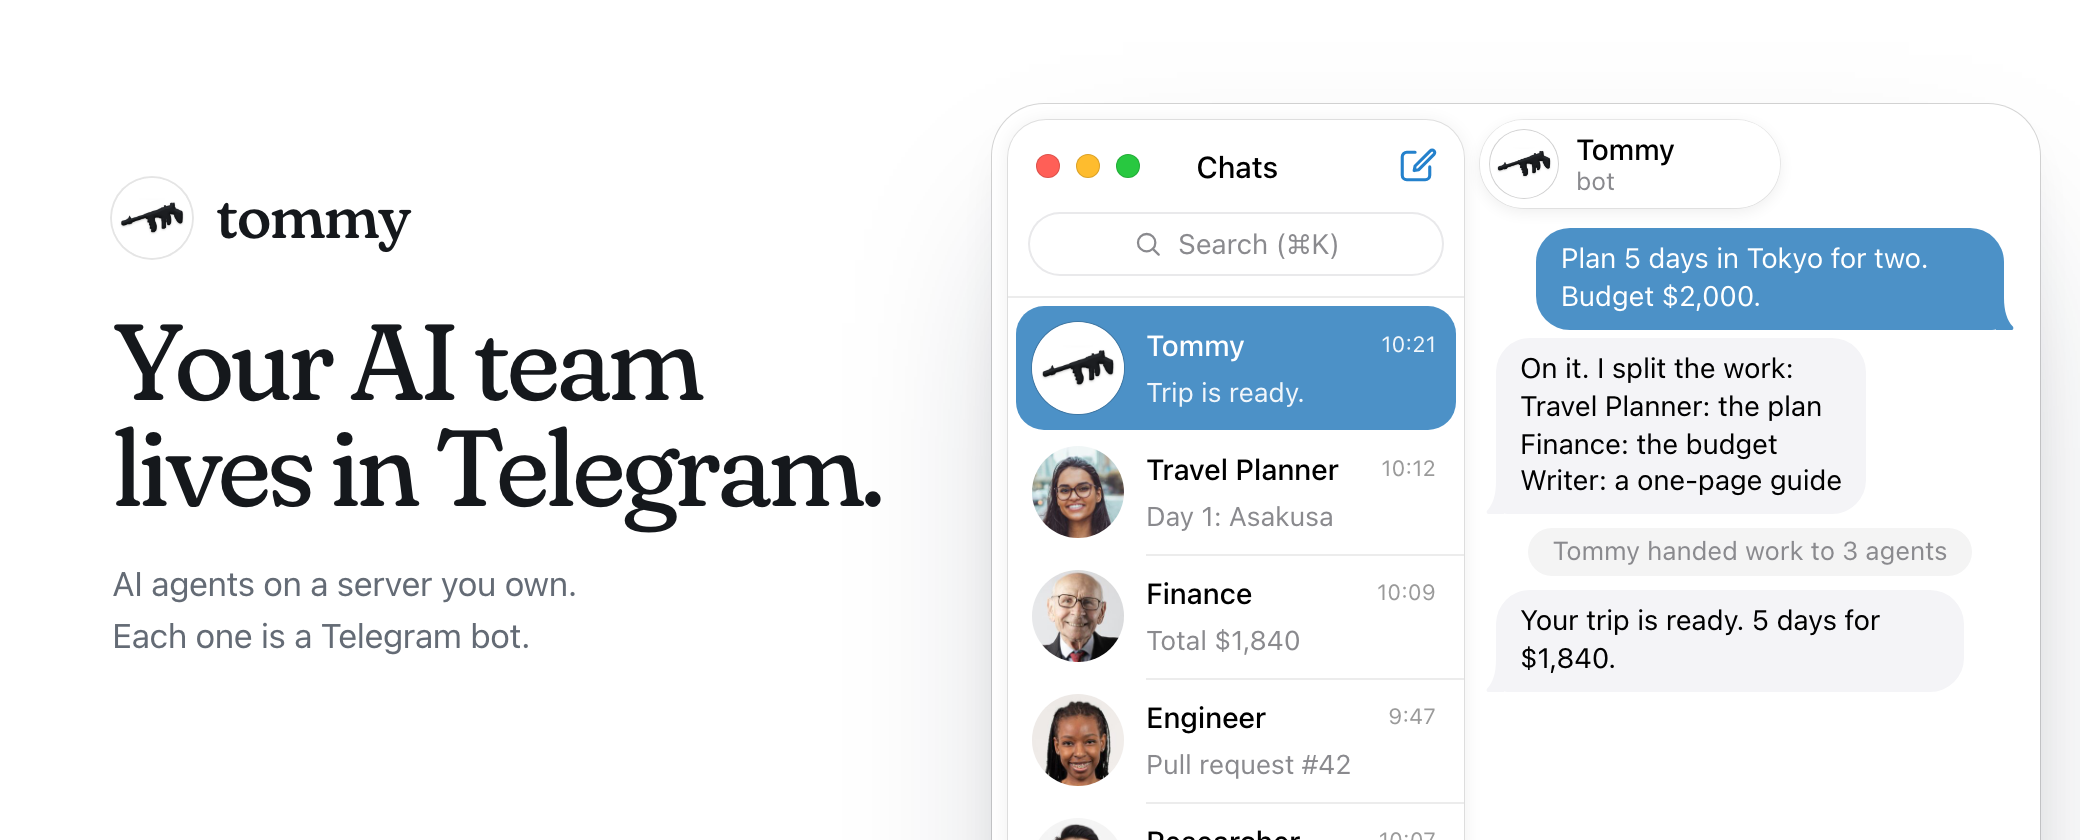 tommy
Your AI team
lives in Telegram.
AI agents on a server you own.
Each one is a Telegram bot.
Chats
Search (⌘K)
Tommy 10:21
Trip is ready.
Travel Planner 10:12
Day 1: Asakusa
Finance 10:09
Total $1,840
Engineer 9:47
Pull request #42
Researcher 10:07
Tommy
bot
Plan 5 days in Tokyo for two.
Budget $2,000.
On it. I split the work:
Travel Planner: the plan
Finance: the budget
Writer: a one-page guide
Tommy handed work to 3 agents
Your trip is ready. 5 days for
$1,840.